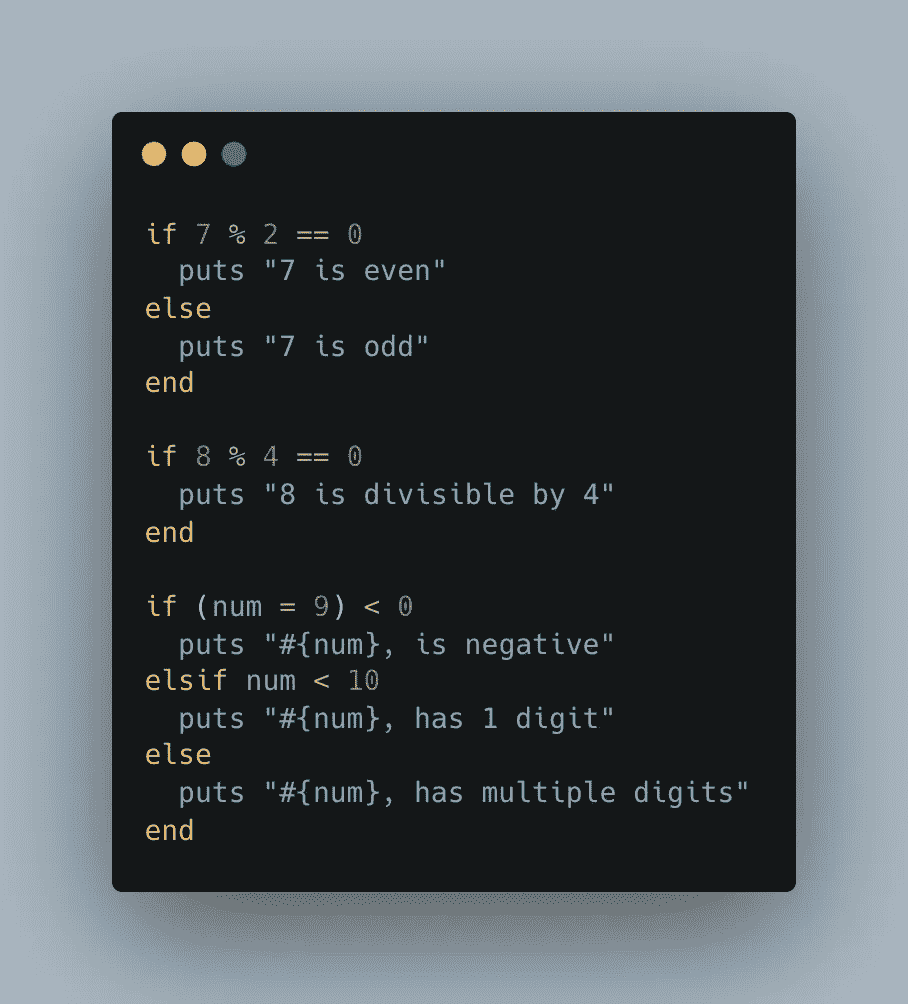 if 7 % 2 == 0
  puts "7 is even"
else
  puts "7 is odd"
end

if 8 % 4 == 0
  puts "8 is divisible by 4"
end

if (num = 9) < 0
  puts "#{num}, is negative"
elsif num < 10
  puts "#{num}, has 1 digit"
else
  puts "#{num}, has multiple digits"
end